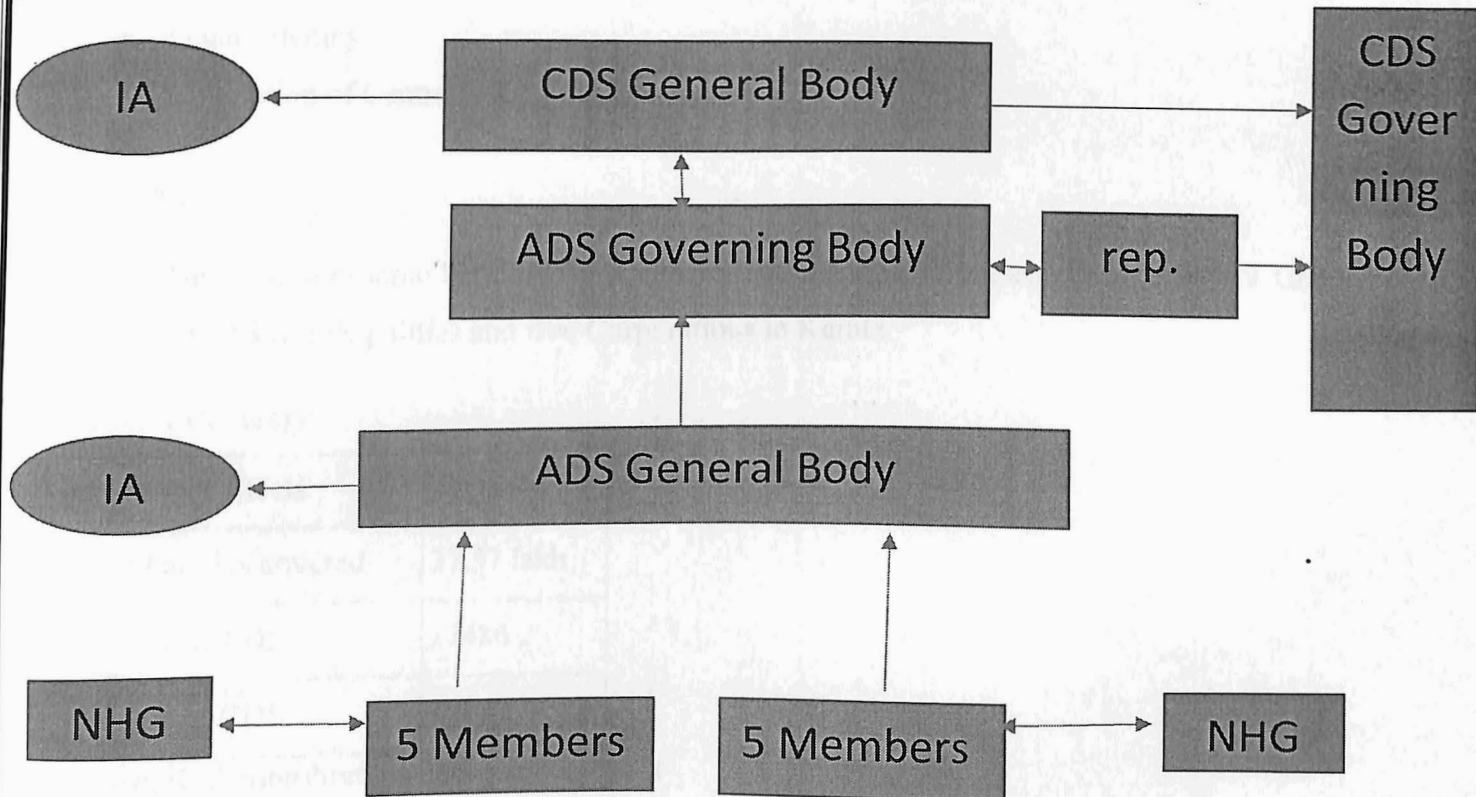 IA
CDS General Body
CDS
Gover
ning
Body
ADS Governing Body
rep.
IA
ADS General Body
NHG
5 Members
5 Members
NHG